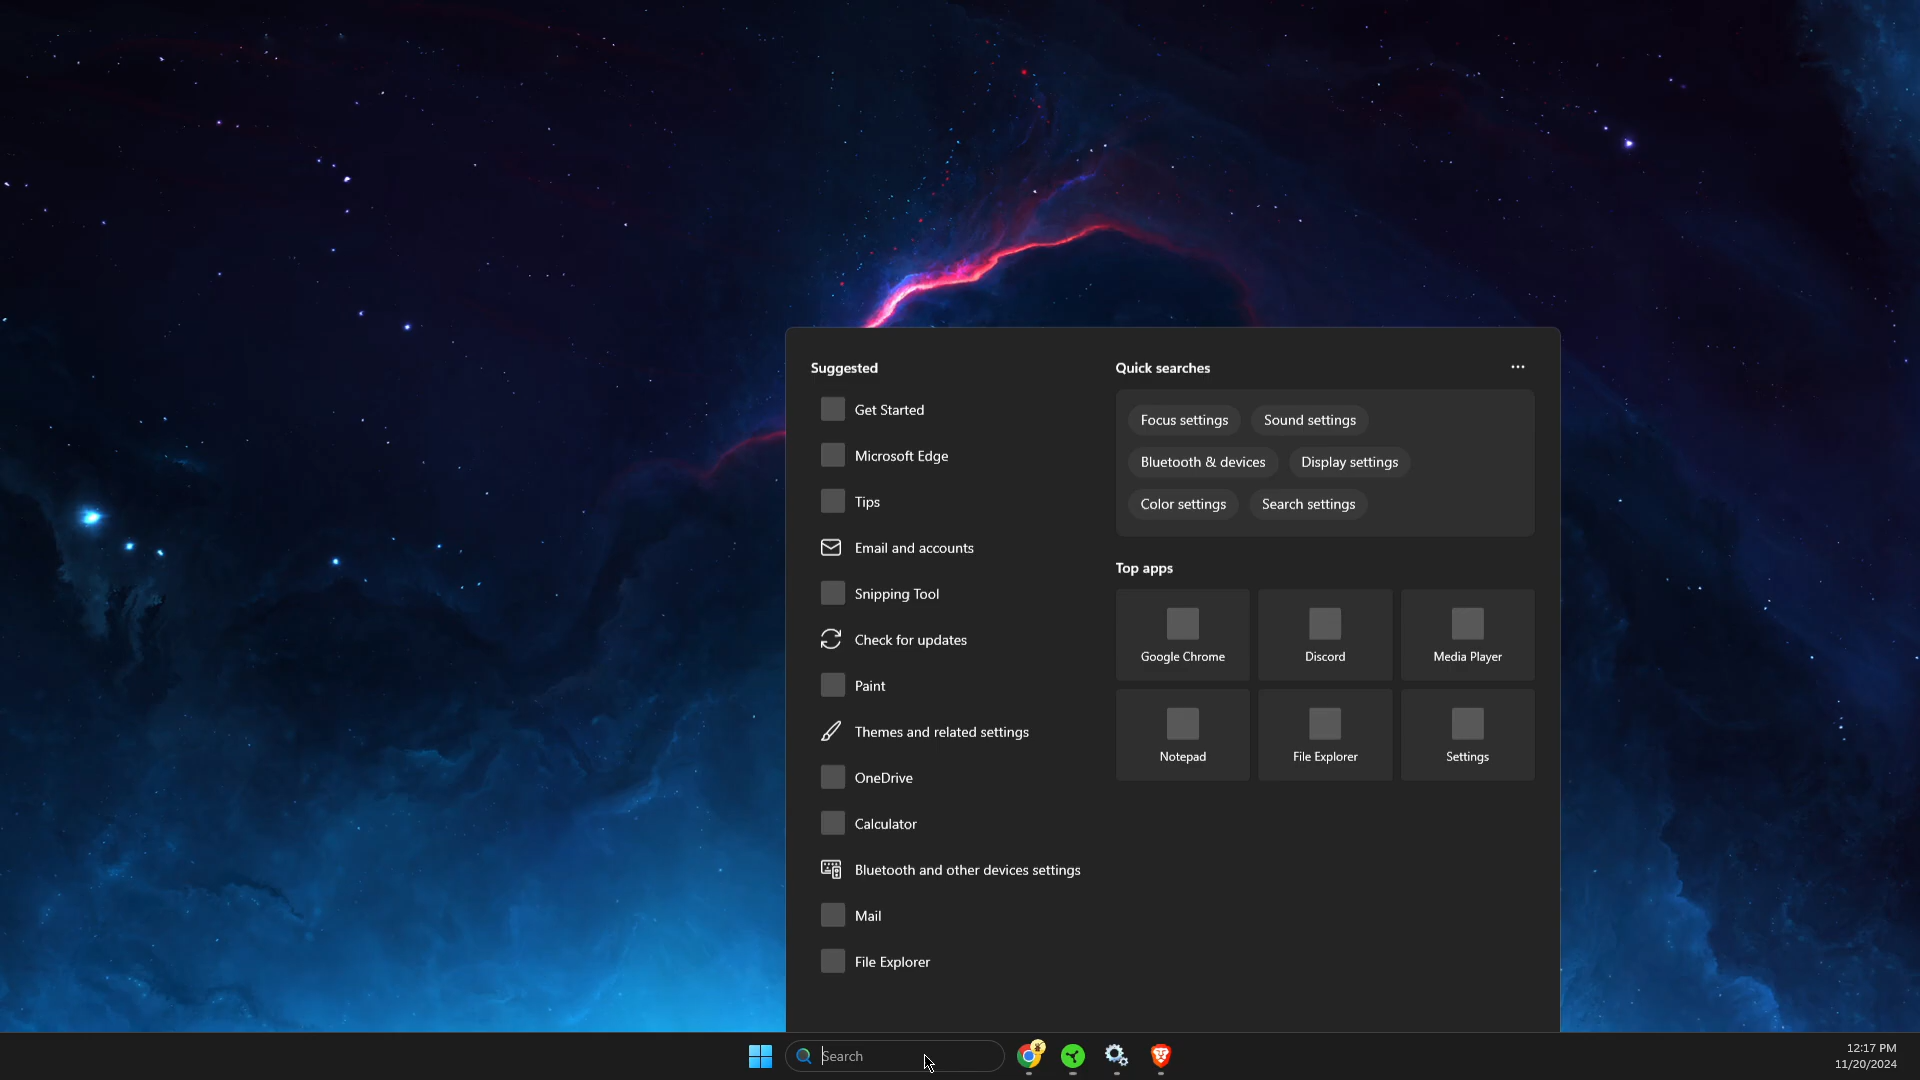 Suggested
Get Started
Microsoft Edge
Tips
Email and accounts
Snipping Tool
Check for updates
Paint
Themes and related settings
OneDrive
Calculator
Bluetooth and other devices settings
Mail
File Explorer
Quick searches
Focus settings
Sound settings
Bluetooth & devices
Display settings
Color settings
Search settings
Top apps
Google Chrome
Discord
Media Player
Notepad
File Explorer
Settings
Search
12:17 PM
11/20/2024